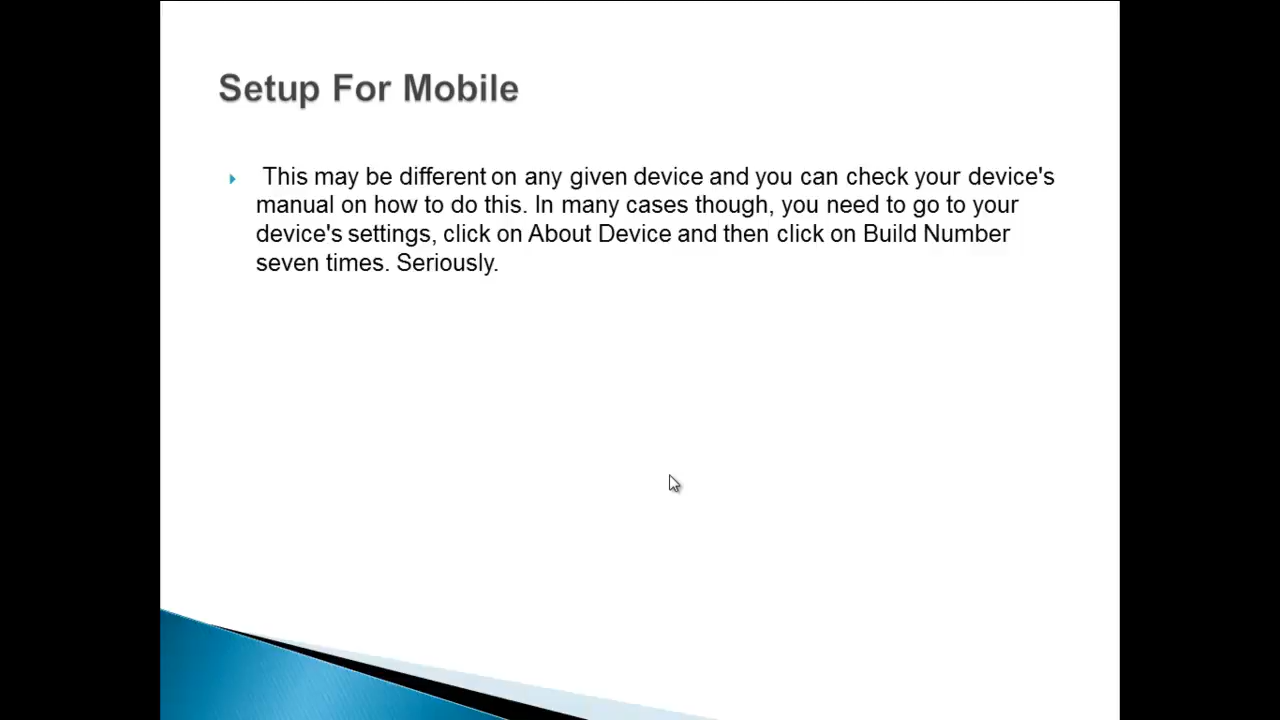 Setup For Mobile
This may be different on any given device and you can check your device's
manual on how to do this. In many cases though, you need to go to your
device's settings, click on About Device and then click on Build Number
seven times. Seriously.